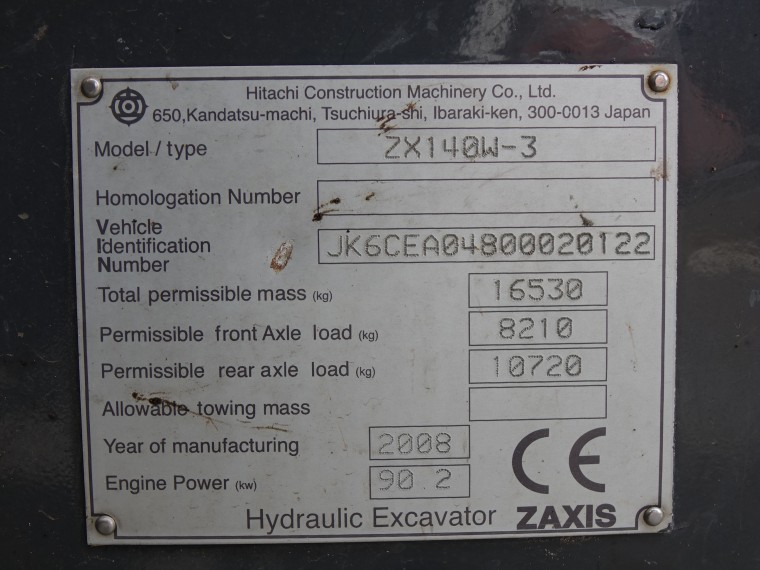 Hitachi Construction Machinery Co., Ltd.
650,Kandatsu-machi, Tsuchiura-shi, Ibaraki-ken, 300-0013 Japan
Model / type ZX140W-3
Homologation Number
Vehicle
Identification
Number JK6CEA04800020122
Total permissible mass (kg) 16530
Permissible front Axle load (kg) 8210
Permissible rear axle load (kg) 10720
Allowable towing mass
Year of manufacturing 2008
Engine Power (kw) 90.2
CE
Hydraulic Excavator ZAXIS